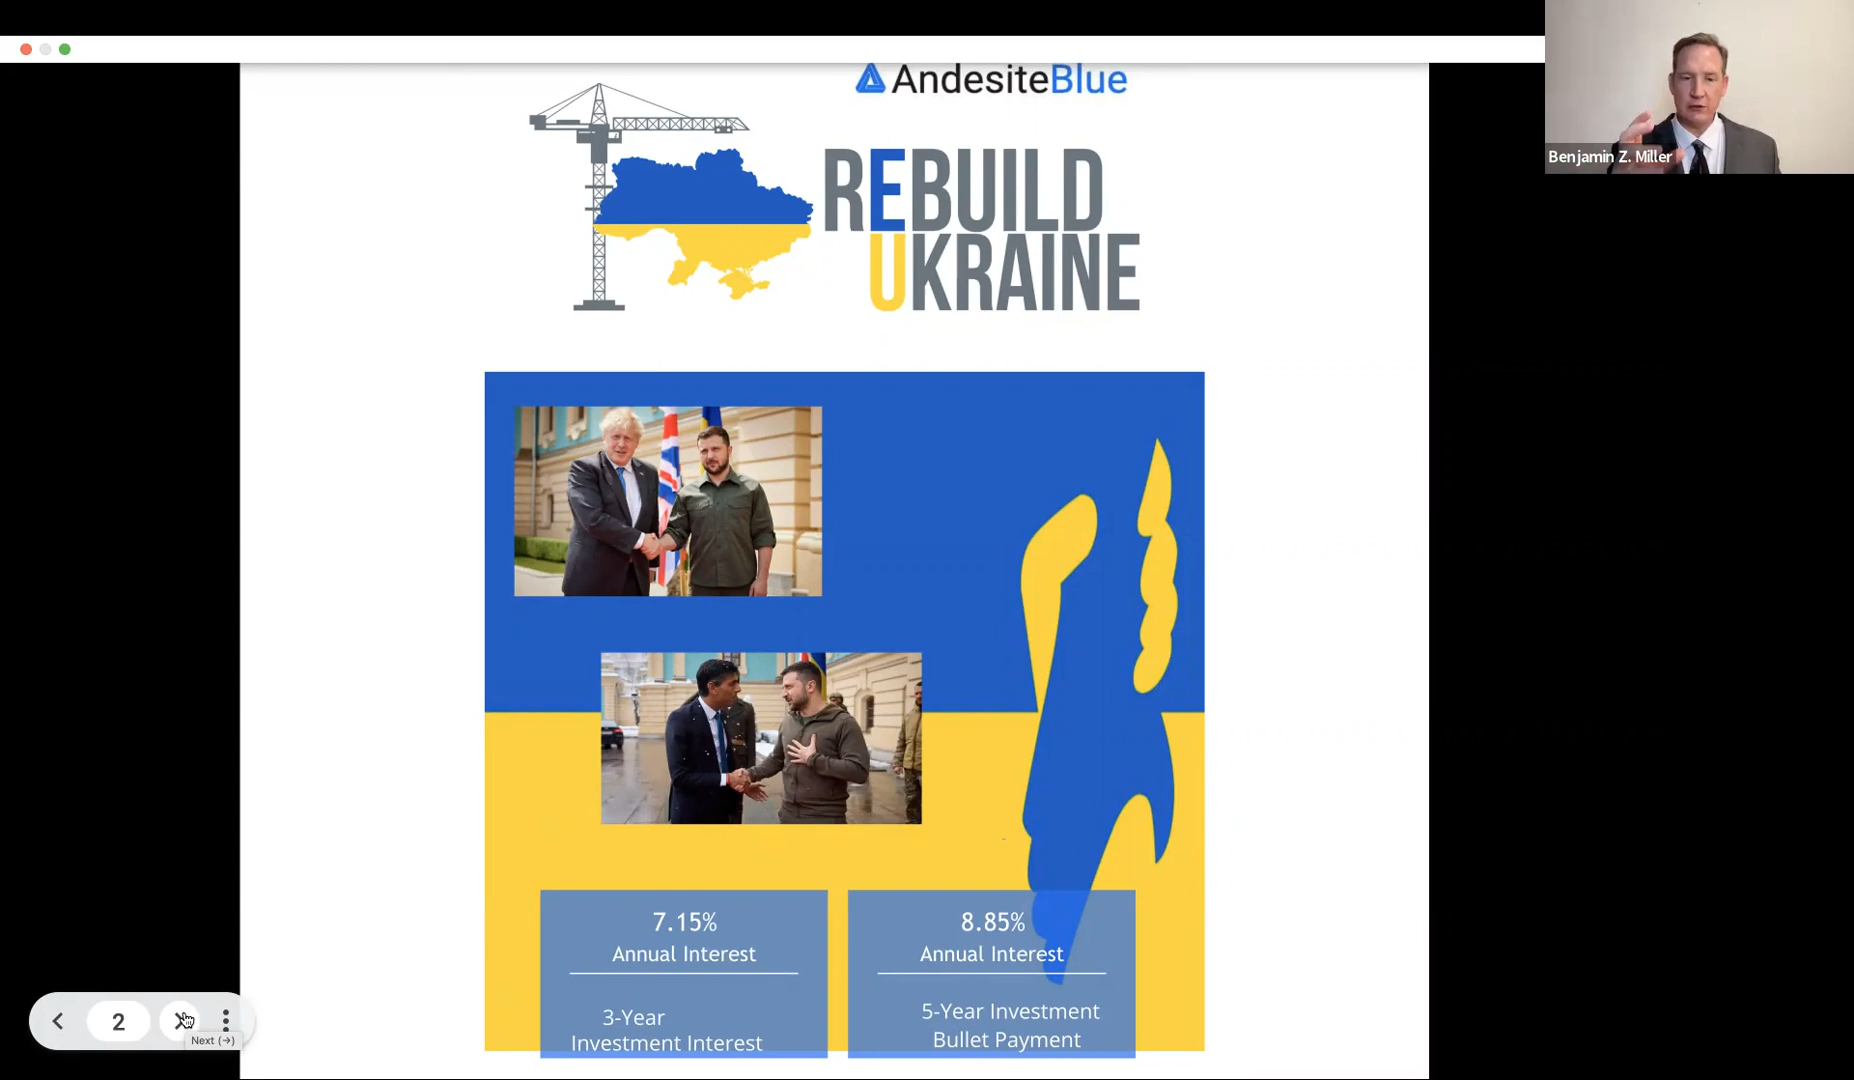 AndesiteBlue
REBUILD
UKRAINE
Benjamin Z. Miller
7.15%
Annual Interest
3-Year
Investment Interest
8.85%
Annual Interest
5-Year Investment
Bullet Payment
2
Next (→)